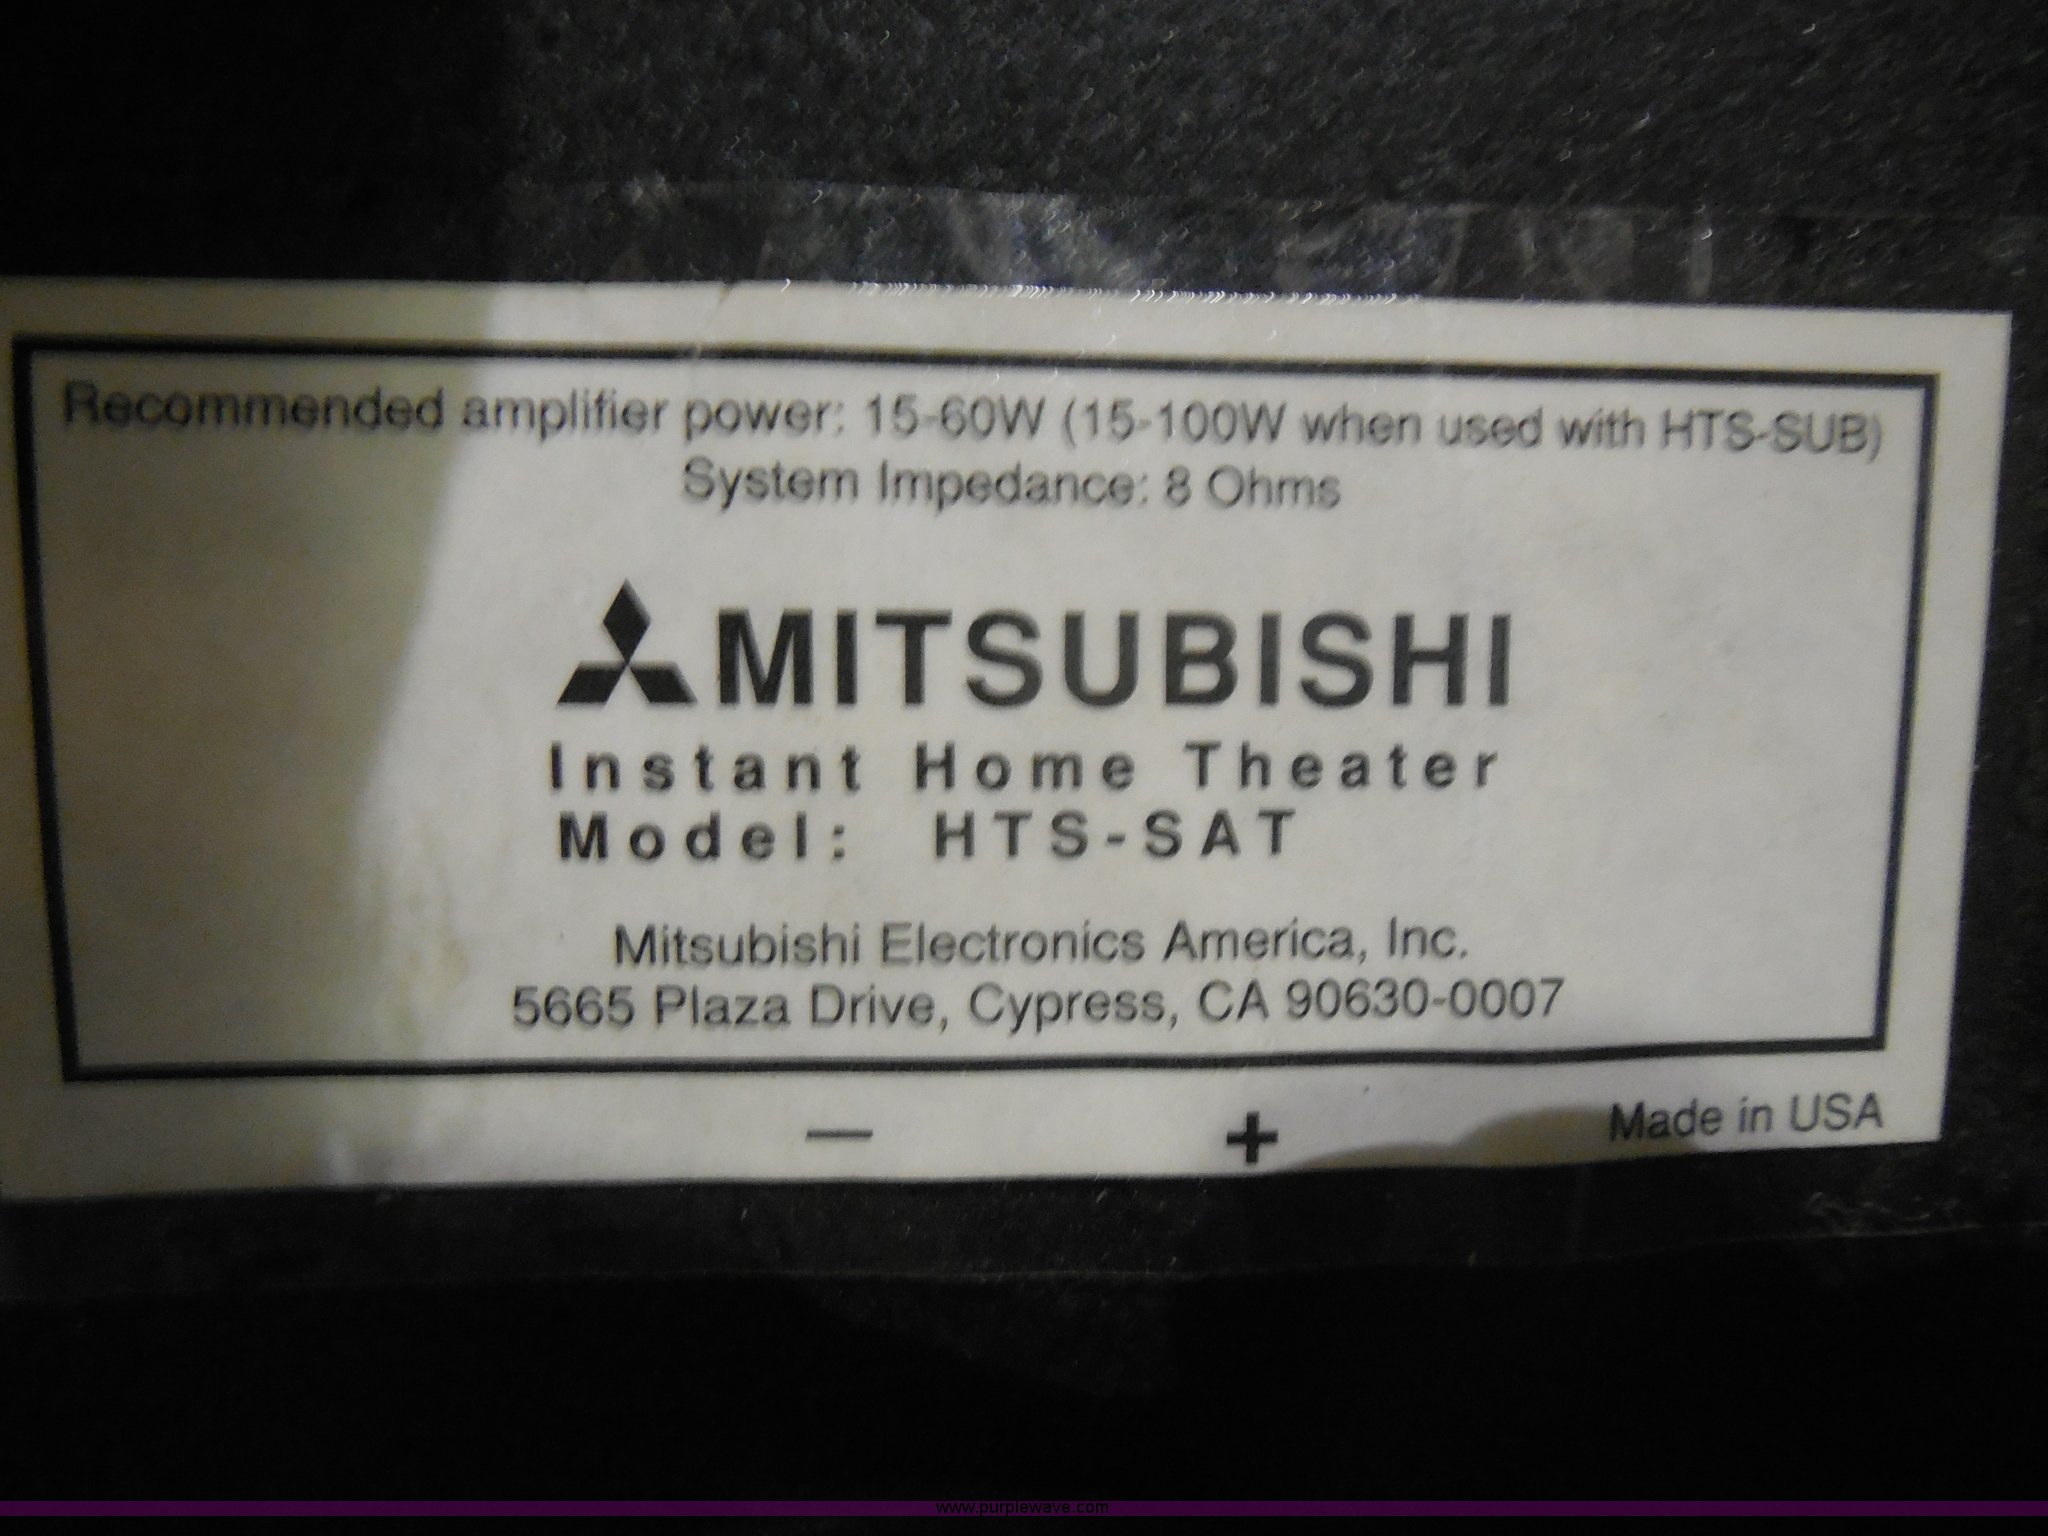 Recommended amplifier power: 15-60W (15-100W when used with HTS-SUB)
System Impedance: 8 Ohms
MITSUBISHI
Instant Home Theater
Model: HTS-SAT
Mitsubishi Electronics America, Inc.
5665 Plaza Drive, Cypress, CA 90630-0007
— +
Made in USA
www.purplewave.com